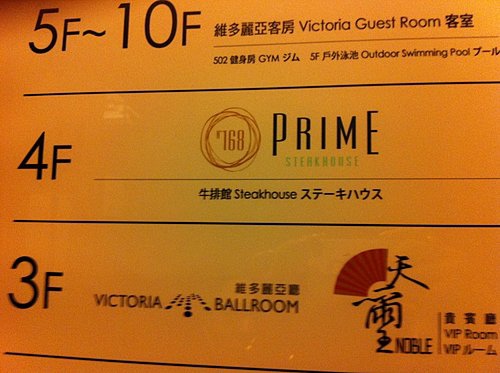 5F~10F
維多麗亞客房 Victoria Guest Room 客室
502 健身房 GYM ジム 5F 戶外泳池 Outdoor Swimming Pool プール
4F
N°168 PRIME
STEAKHOUSE
牛排館 Steakhouse ステーキハウス
3F
維多麗亞廳
VICTORIA BALLROOM
天爾
NOBLE
貴賓廳
VIP Room
VIP ルーム